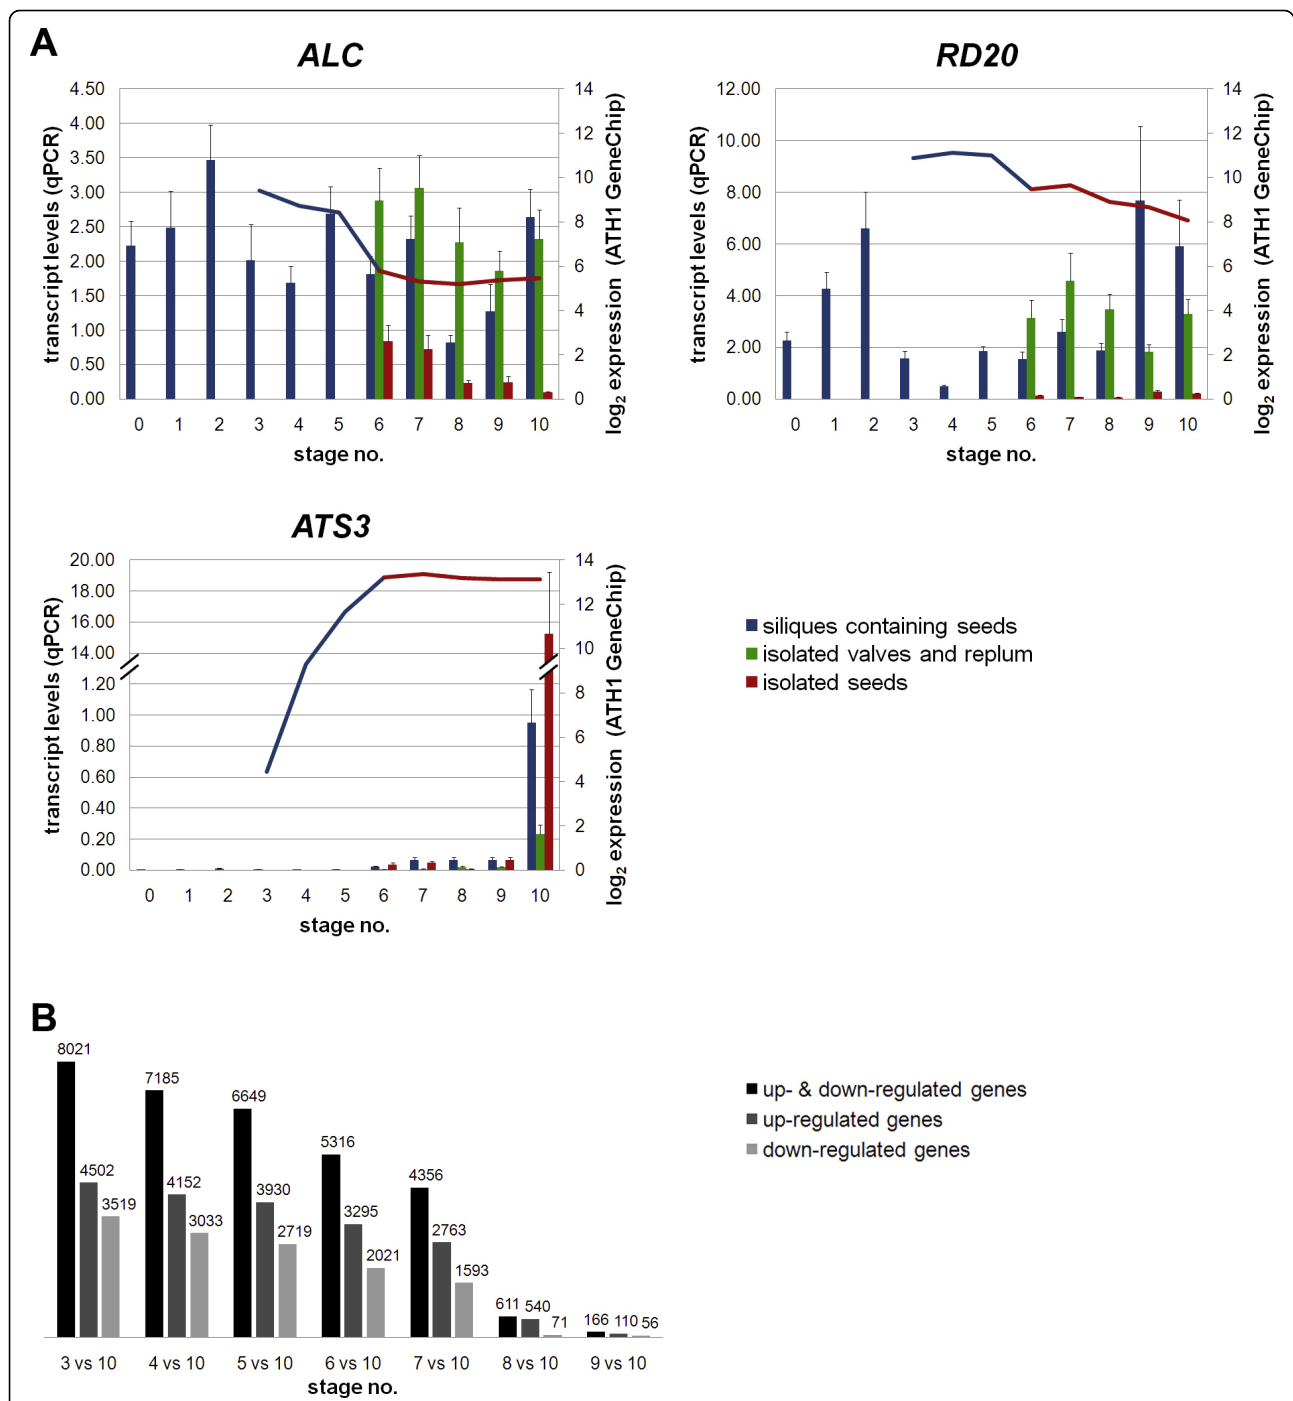 A
ALC
4.50
4.00
3.50
3.00
2.50
2.00
1.50
1.00
0.50
0.00
transcript levels (qPCR)
14
12
10
8
6
4
2
0
log2 expression (ATH1 GeneChip)
0 1 2 3 4 5 6 7 8 9 10
stage no.
RD20
12.00
10.00
8.00
6.00
4.00
2.00
0.00
transcript levels (qPCR)
14
12
10
8
6
4
2
0
log2 expression (ATH1 GeneChip)
0 1 2 3 4 5 6 7 8 9 10
stage no.
ATS3
20.00
18.00
16.00
14.00
1.20
1.00
0.80
0.60
0.40
0.20
0.00
transcript levels (qPCR)
14
12
10
8
6
4
2
0
log2 expression (ATH1 GeneChip)
0 1 2 3 4 5 6 7 8 9 10
stage no.
siliques containing seeds
isolated valves and replum
isolated seeds
B
8021
4502
3519
7185
4152
3033
6649
3930
2719
5316
3295
2021
4356
2763
1593
611 540 71
166 110 56
3 vs 10 4 vs 10 5 vs 10 6 vs 10 7 vs 10 8 vs 10 9 vs 10
stage no.
up- & down-regulated genes
up-regulated genes
down-regulated genes